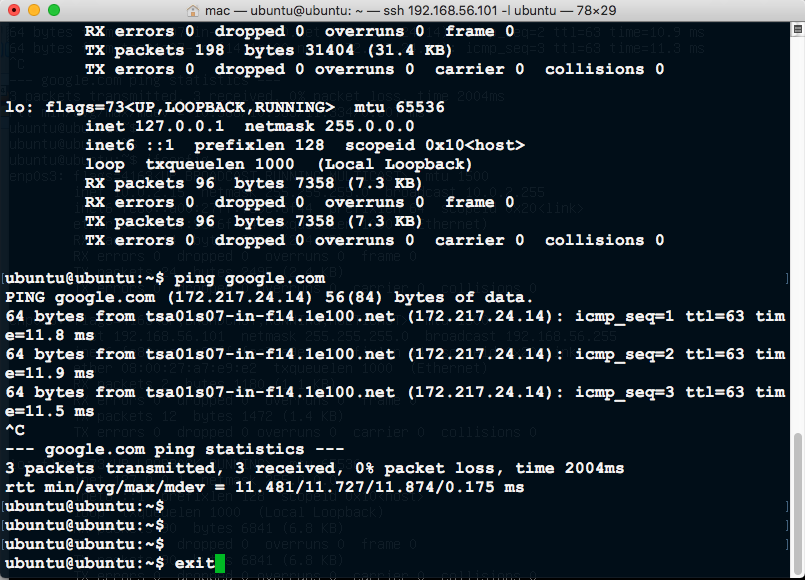 mac — ubuntu@ubuntu: ~ — ssh 192.168.56.101 -l ubuntu — 78×29
RX errors 0  dropped 0  overruns 0  frame 0
TX packets 198  bytes 31404 (31.4 KB)
TX errors 0  dropped 0 overruns 0  carrier 0  collisions 0
lo: flags=73<UP,LOOPBACK,RUNNING>  mtu 65536
inet 127.0.0.1  netmask 255.0.0.0
inet6 ::1  prefixlen 128  scopeid 0x10<host>
loop  txqueuelen 1000  (Local Loopback)
RX packets 96  bytes 7358 (7.3 KB)
RX errors 0  dropped 0  overruns 0  frame 0
TX packets 96  bytes 7358 (7.3 KB)
TX errors 0  dropped 0 overruns 0  carrier 0  collisions 0
ubuntu@ubuntu:~$ ping google.com
PING google.com (172.217.24.14) 56(84) bytes of data.
64 bytes from tsa01s07-in-f14.1e100.net (172.217.24.14): icmp_seq=1 ttl=63 tim
e=11.8 ms
64 bytes from tsa01s07-in-f14.1e100.net (172.217.24.14): icmp_seq=2 ttl=63 tim
e=11.9 ms
64 bytes from tsa01s07-in-f14.1e100.net (172.217.24.14): icmp_seq=3 ttl=63 tim
e=11.5 ms
^C
--- google.com ping statistics ---
3 packets transmitted, 3 received, 0% packet loss, time 2004ms
rtt min/avg/max/mdev = 11.481/11.727/11.874/0.175 ms
ubuntu@ubuntu:~$
ubuntu@ubuntu:~$
ubuntu@ubuntu:~$
ubuntu@ubuntu:~$ exit